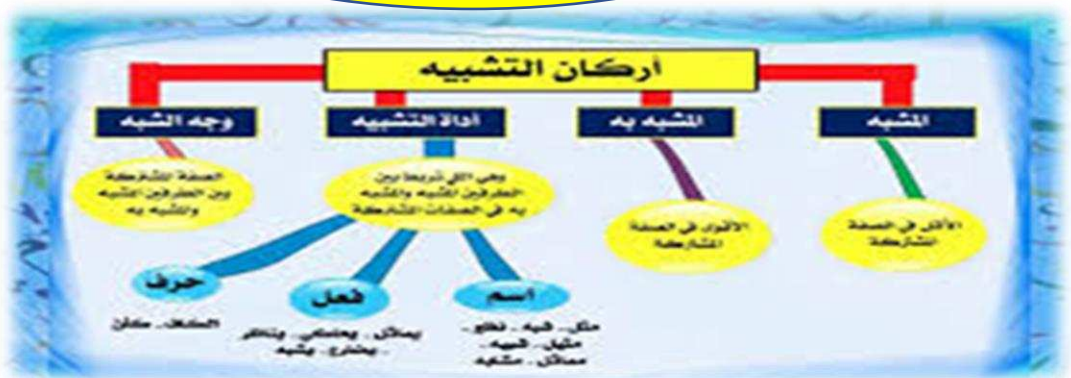 أركان التشبيه
المشبه
المشبه به
أداة التشبيه
وجه الشبه
الأقل في الصفة
المشتركة
الأقوى في الصفة
المشتركة
وهي التي تربط بين
الطرفين المشبه والمشبه
به في الصفات المشتركة
الصفة المشتركة
بين الطرفين المشبه
والمشبه به
اسم
فعل
حرف
مثل - شبه - نظير -
مثيل - شبيه -
مماثل - مشابه
يماثل - يحاكي - يناظر
- يضارع - يشبه
الكاف - كأن